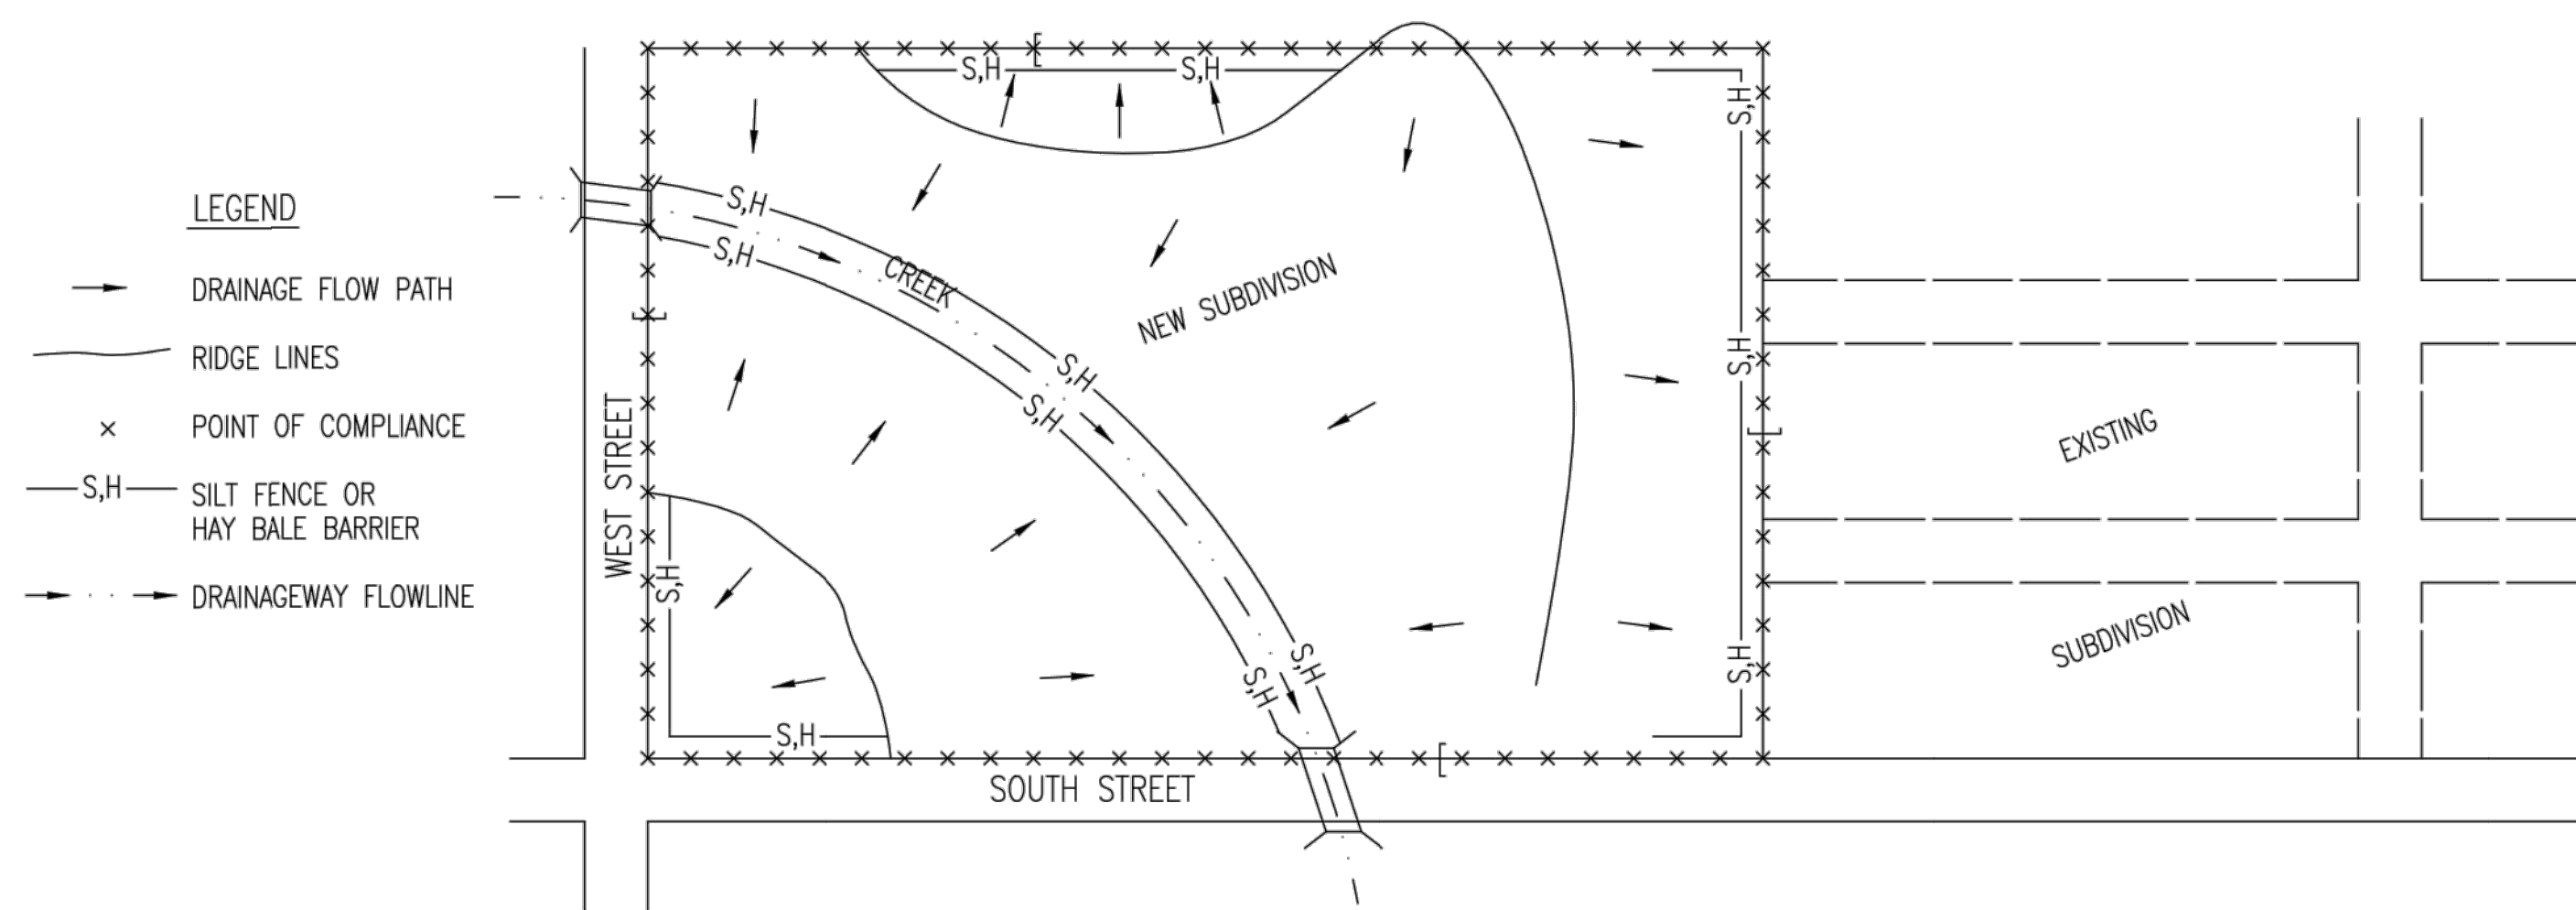 LEGEND
DRAINAGE FLOW PATH
RIDGE LINES
POINT OF COMPLIANCE
S,H
SILT FENCE OR
HAY BALE BARRIER
DRAINAGEWAY FLOWLINE
S,H
S,H
S,H
S,H
S,H
CREEK
NEW SUBDIVISION
S,H
S,H
S,H
WEST STREET
EXISTING
S,H
S,H
S,H
S,H
SUBDIVISION
S,H
SOUTH STREET